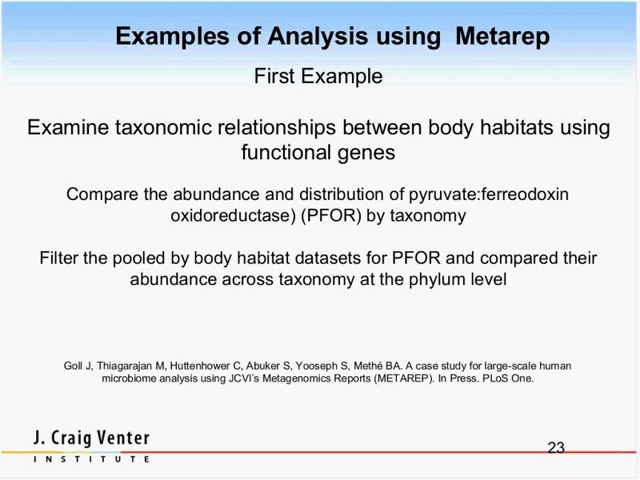 Examples of Analysis using  Metarep
First Example
Examine taxonomic relationships between body habitats using
functional genes
Compare the abundance and distribution of pyruvate:ferreodoxin
oxidoreductase) (PFOR) by taxonomy
Filter the pooled by body habitat datasets for PFOR and compared their
abundance across taxonomy at the phylum level
Goll J, Thiagarajan M, Huttenhower C, Abuker S, Yooseph S, Methé BA. A case study for large-scale human
microbiome analysis using JCVI's Metagenomics Reports (METAREP). In Press. PLoS One.
J. Craig Venter
INSTITUTE
23